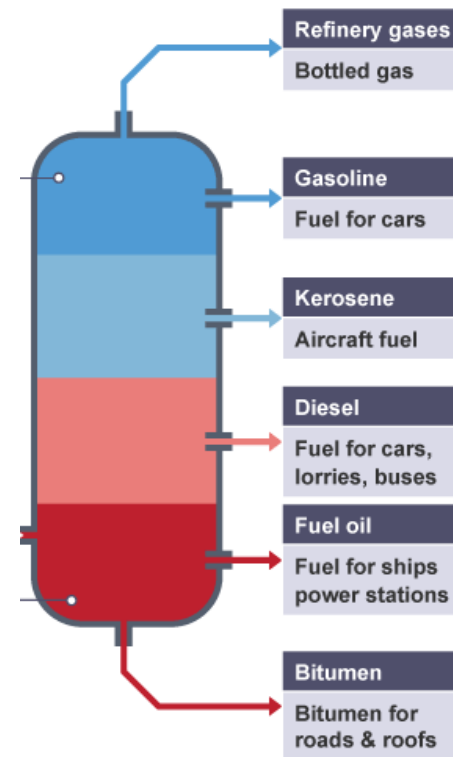 Refinery gases
Bottled gas
Gasoline
Fuel for cars
Kerosene
Aircraft fuel
Diesel
Fuel for cars,
lorries, buses
Fuel oil
Fuel for ships
power stations
Bitumen
Bitumen for
roads & roofs